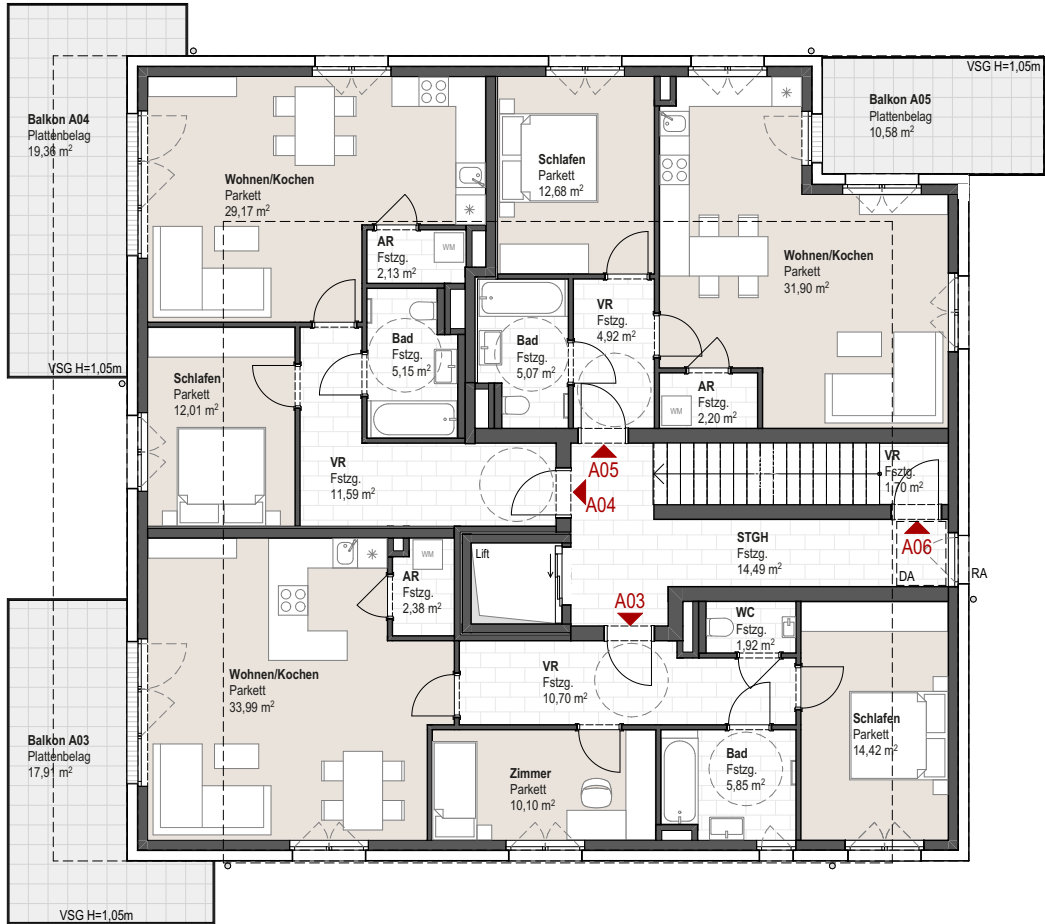 VSG H=1,05m
Balkon A05
Plattenbelag
10,58 m²
Balkon A04
Plattenbelag
19,36 m²
VSG H=1,05m
Wohnen/Kochen
Parkett
29,17 m²
Schlafen
Parkett
12,68 m²
Wohnen/Kochen
Parkett
31,90 m²
AR
Fstzg.
2,13 m²
WM
Bad
Fstzg.
5,15 m²
Bad
Fstzg.
5,07 m²
VR
Fstzg.
4,92 m²
AR
Fstzg.
2,20 m²
WM
Schlafen
Parkett
12,01 m²
VR
Fstzg.
11,59 m²
A05
A04
VR
Fsztg.
1,70 m²
A06
STGH
Fstzg.
14,49 m²
DA
RA
Lift
A03
AR
Fstzg.
2,38 m²
WM
Wohnen/Kochen
Parkett
33,99 m²
VR
Fstzg.
10,70 m²
WC
Fstzg.
1,92 m²
Schlafen
Parkett
14,42 m²
Zimmer
Parkett
10,10 m²
Bad
Fstzg.
5,85 m²
Balkon A03
Plattenbelag
17,91 m²
VSG H=1,05m